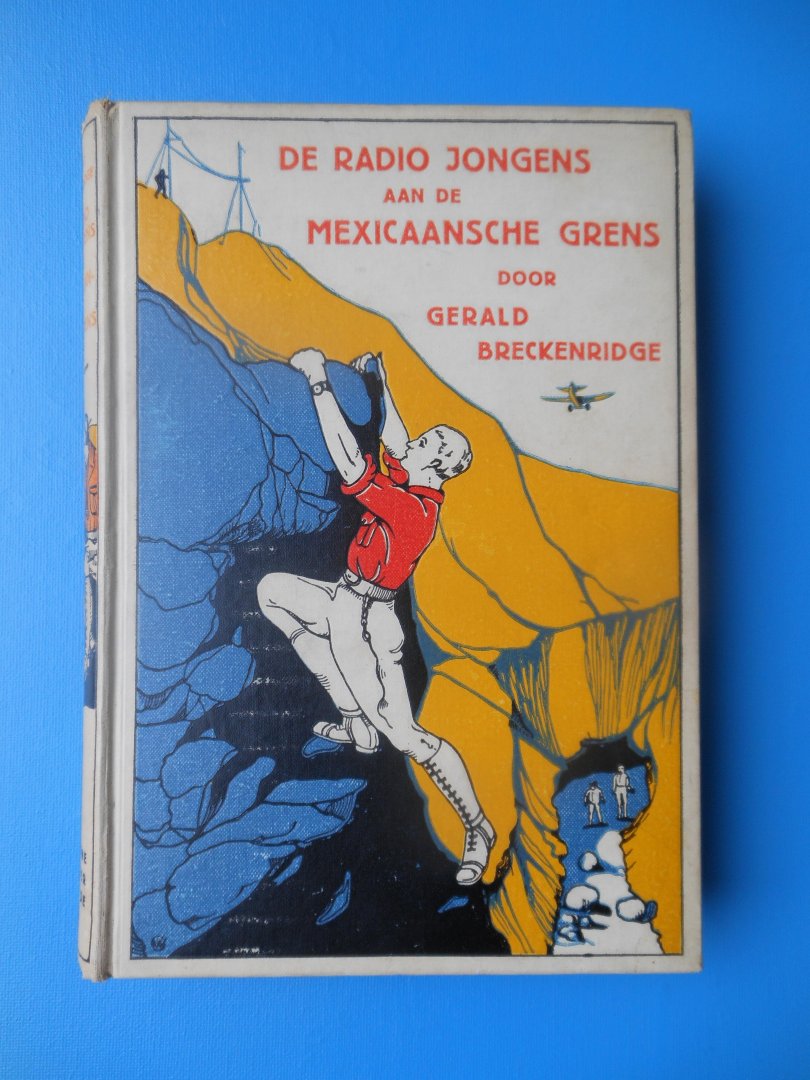 DE RADIO JONGENS
AAN DE
MEXICAANSCHE GRENS
DOOR
GERALD
BRECKENRIDGE